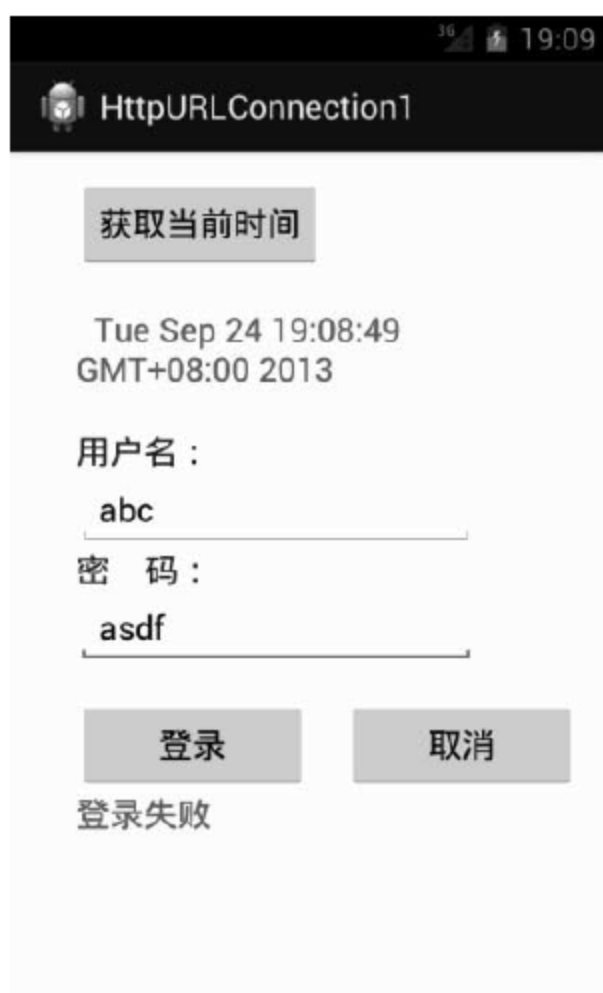 3G 19:09
HttpURLConnection1
获取当前时间
Tue Sep 24 19:08:49
GMT+08:00 2013
用户名：
abc
密 码：
asdf
登录 取消
登录失败